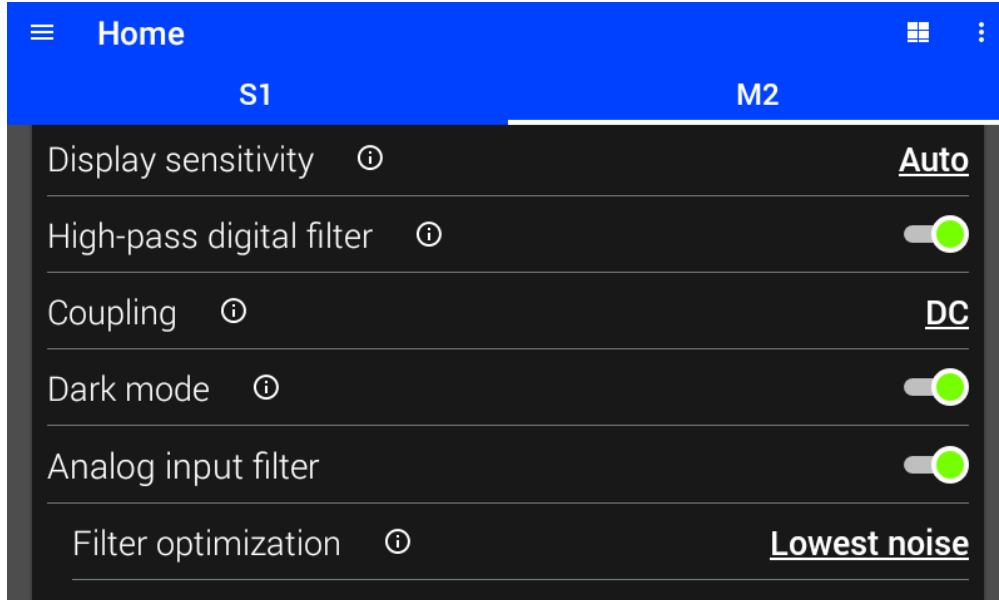 Home
S1 M2
Display sensitivity Auto
High-pass digital filter
Coupling DC
Dark mode
Analog input filter
Filter optimization Lowest noise